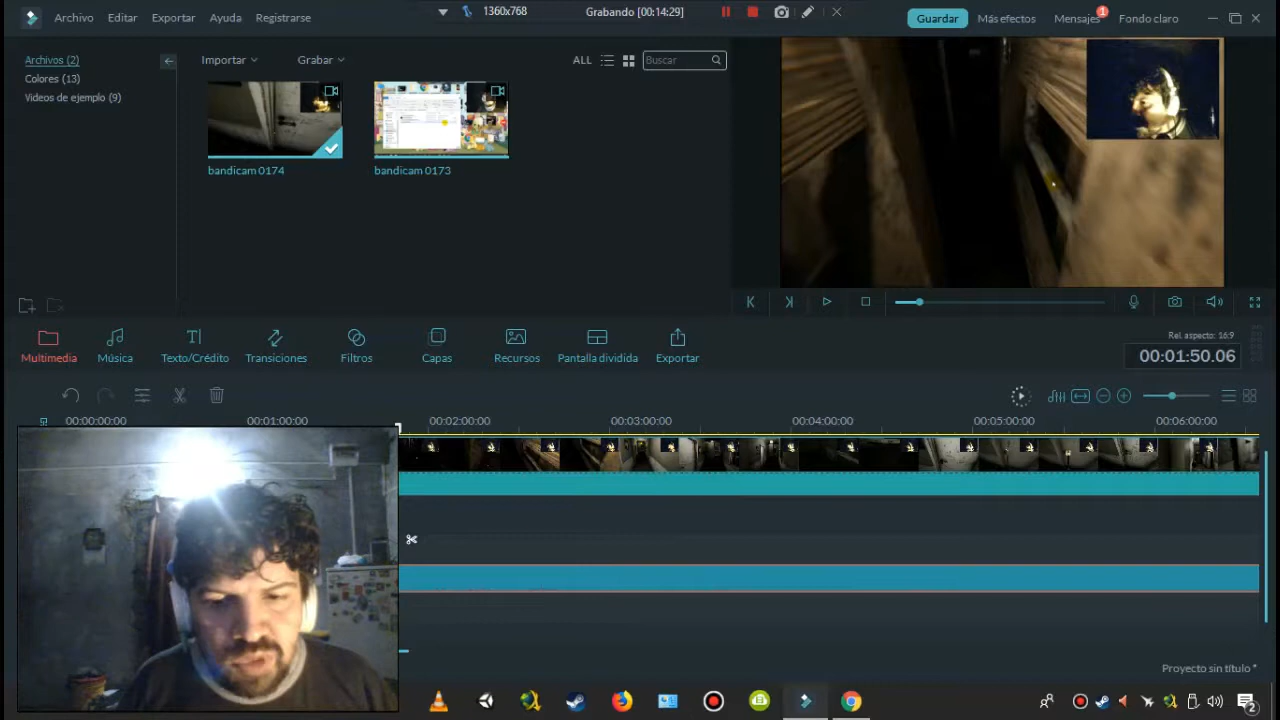 Archivo Editar Exportar Ayuda Registrarse
1360x768 Grabando [00:14:29]
Guardar Más efectos Mensajes 1 Fondo claro
Archivos (2)
Colores (13)
Videos de ejemplo (9)
Importar Grabar ALL Buscar
bandicam 0174 bandicam 0173
Multimedia Música Texto/Crédito Transiciones Filtros Capas Recursos Pantalla dividida Exportar
Rel. aspecto: 16:9
00:01:50.06
00:00:00:00 00:01:00:00 00:02:00:00 00:03:00:00 00:04:00:00 00:05:00:00 00:06:00:00
Proyecto sin título *
2